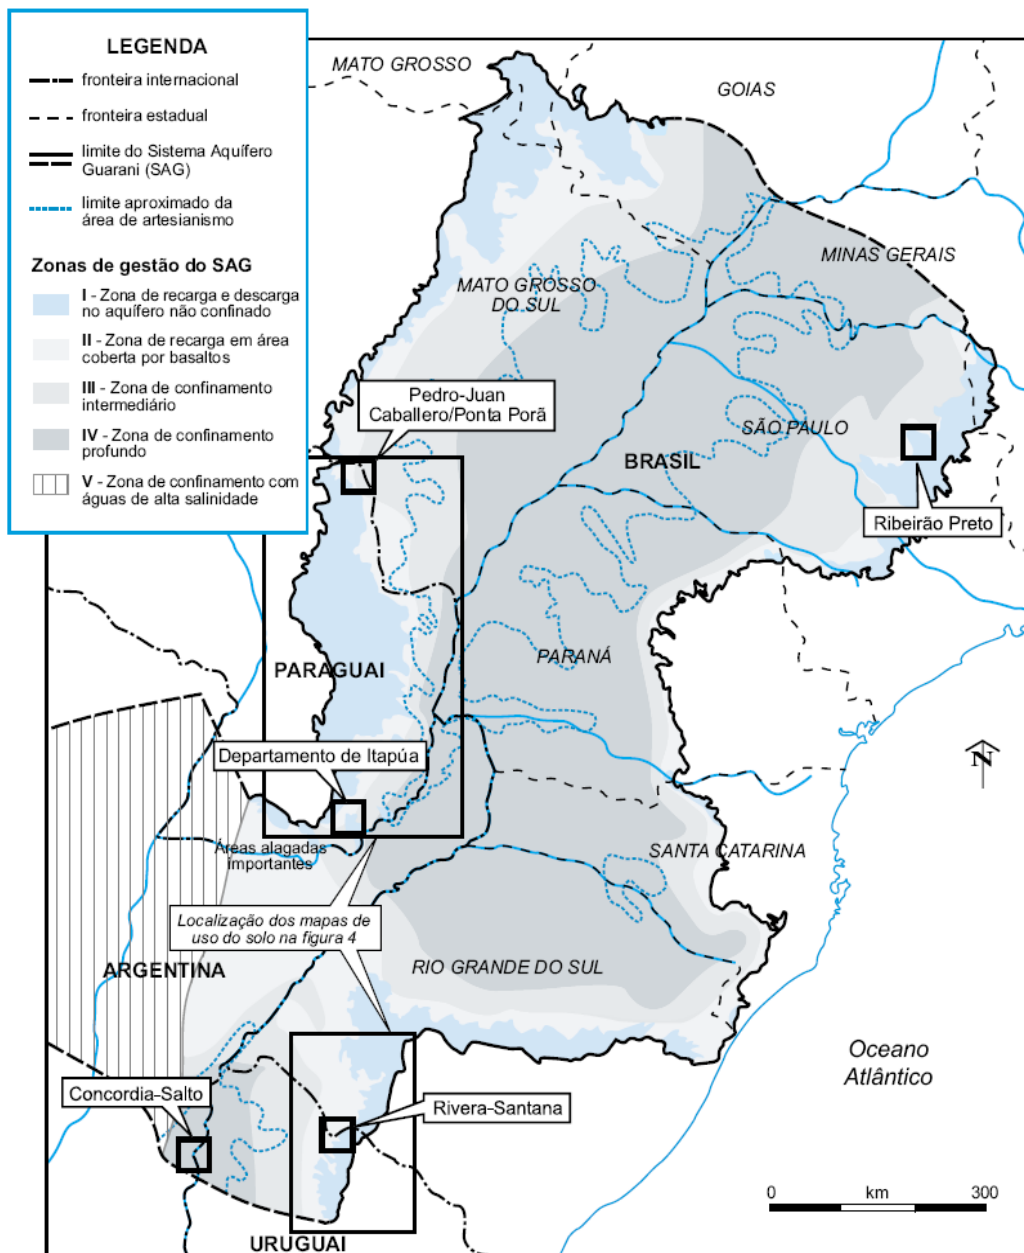 LEGENDA
fronteira internacional
fronteira estadual
limite do Sistema Aquífero
Guarani (SAG)
limite aproximado da
área de artesianismo
Zonas de gestão do SAG
I - Zona de recarga e descarga
no aquífero não confinado
II - Zona de recarga em área
coberta por basaltos
III - Zona de confinamento
intermediário
IV - Zona de confinamento
profundo
V - Zona de confinamento com
águas de alta salinidade
MATO GROSSO
GOIAS
MINAS GERAIS
MATO GROSSO
DO SUL
Pedro-Juan
Caballero/Ponta Porã
SÃO PAULO
BRASIL
Ribeirão Preto
PARANÁ
PARAGUAI
Departamento de Itapúa
N
Áreas alagadas
importantes
SANTA CATARINA
Localização dos mapas de
uso do solo na figura 4
ARGENTINA
RIO GRANDE DO SUL
Oceano
Atlântico
Concordia-Salto
Rivera-Santana
0 km 300
URUGUAI